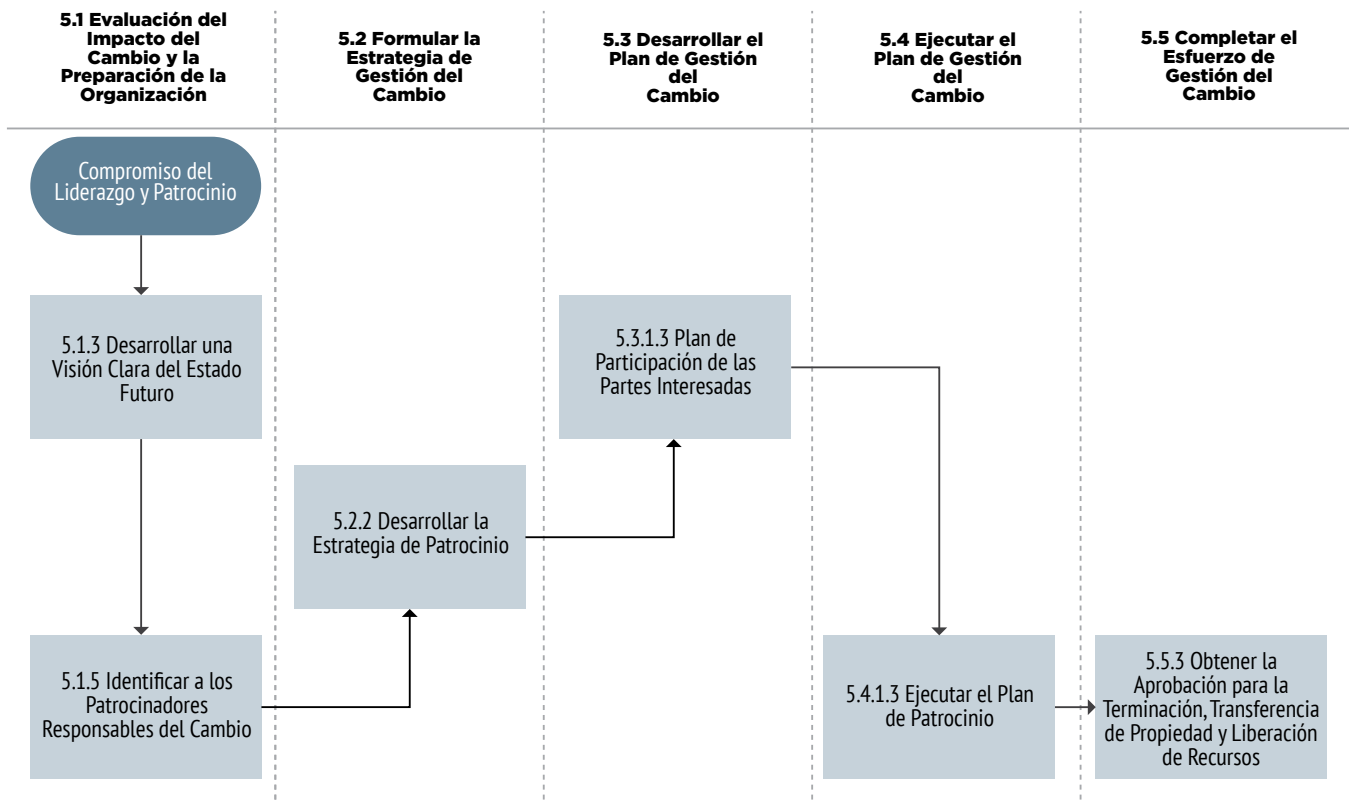 5.1 Evaluación del
Impacto del
Cambio y la
Preparación de la
Organización
5.2 Formular la
Estrategia de
Gestión del
Cambio
5.3 Desarrollar el
Plan de Gestión
del
Cambio
5.4 Ejecutar el
Plan de Gestión
del
Cambio
5.5 Completar el
Esfuerzo de
Gestión del
Cambio
Compromiso del
Liderazgo y Patrocinio
5.1.3 Desarrollar una
Visión Clara del Estado
Futuro
5.1.5 Identificar a los
Patrocinadores
Responsables del Cambio
5.2.2 Desarrollar la
Estrategia de Patrocinio
5.3.1.3 Plan de
Participación de las
Partes Interesadas
5.4.1.3 Ejecutar el Plan
de Patrocinio
5.5.3 Obtener la
Aprobación para la
Terminación, Transferencia
de Propiedad y Liberación
de Recursos